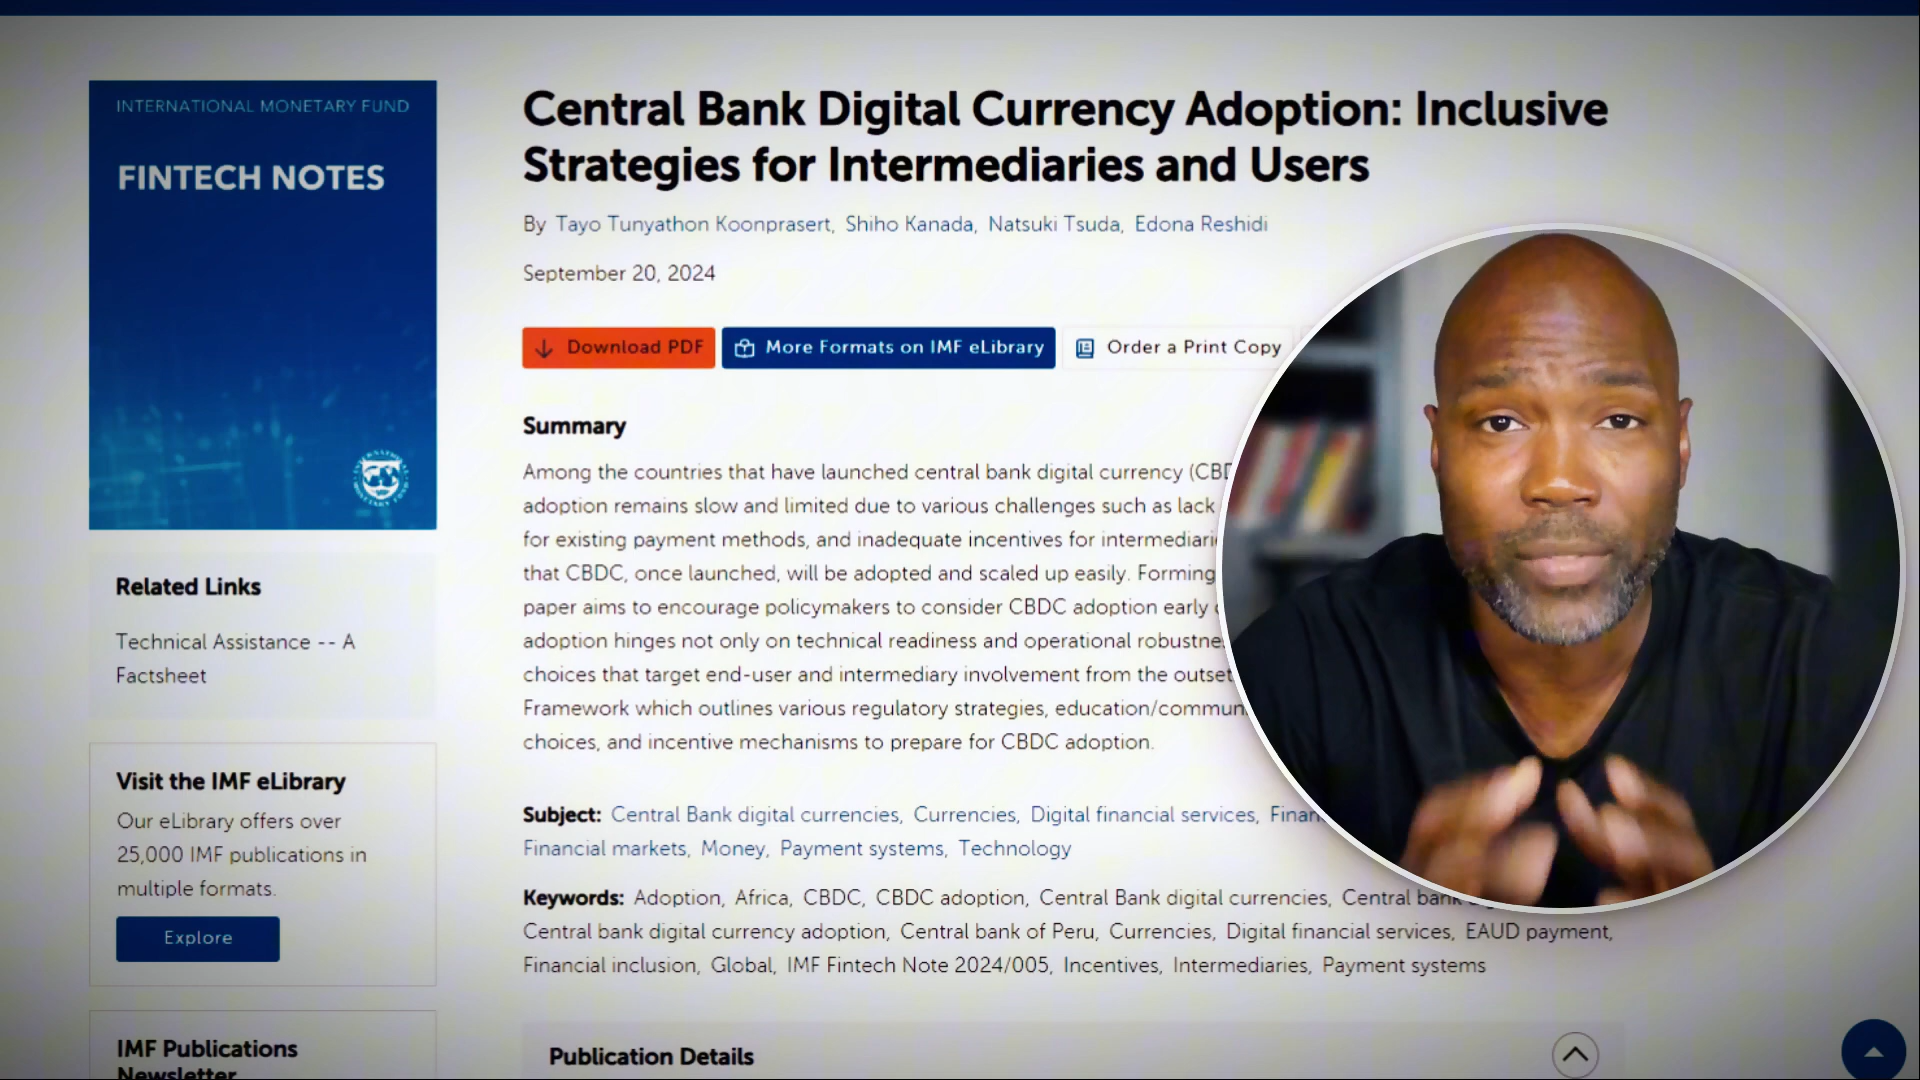 INTERNATIONAL MONETARY FUND
FINTECH NOTES
Central Bank Digital Currency Adoption: Inclusive
Strategies for Intermediaries and Users
By Tayo Tunyathon Koonprasert, Shiho Kanada, Natsuki Tsuda, Edona Reshidi
September 20, 2024
Download PDF
More Formats on IMF eLibrary
Order a Print Copy
Summary
Among the countries that have launched central bank digital currency
adoption remains slow and limited due to various challenges such as lack
for existing payment methods, and inadequate incentives for
that CBDC, once launched, will be adopted and scaled up easily. Forming
paper aims to encourage policymakers to consider CBDC adoption early
adoption hinges not only on technical readiness and operational
choices that target end-user and intermediary involvement from the outset
Framework which outlines various regulatory strategies,
choices, and incentive mechanisms to prepare for CBDC adoption.
Subject: Central Bank digital currencies, Currencies, Digital financial services,
Financial markets, Money, Payment systems, Technology
Keywords: Adoption, Africa, CBDC, CBDC adoption, Central Bank digital currencies, Central bank
Central bank digital currency adoption, Central bank of Peru, Currencies, Digital financial services, EAUD payment,
Financial inclusion, Global, IMF Fintech Note 2024/005, Incentives, Intermediaries, Payment systems
Publication Details
Related Links
Technical Assistance -- A
Factsheet
Visit the IMF eLibrary
Our eLibrary offers over
25,000 IMF publications in
multiple formats.
Explore
IMF Publications
Newsletter